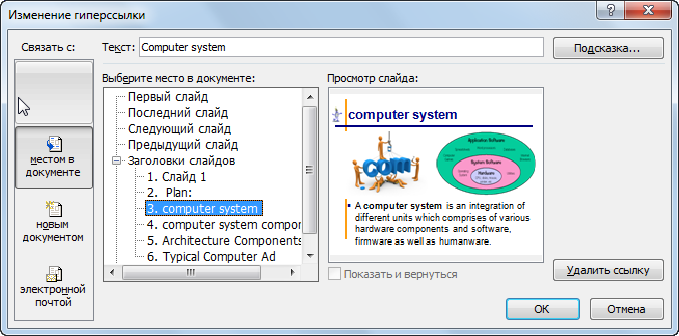 Изменение гиперссылки
Связать с:
Текст: Computer system
Подсказка...
местом в
документе
новым
документом
электронной
почтой
Выберите место в документе:
Первый слайд
Последний слайд
Следующий слайд
Предыдущий слайд
Заголовки слайдов
1. Слайд 1
2. Plan:
3. computer system
4. computer system compor
5. Architecture Components
6. Typical Computer Ad
Просмотр слайда:
computer system
com
Application Software
System Software
Hardware
A computer system is an integration of
different units which comprises of various
hardware components and software,
firmware as well as humanware.
Показать и вернуться
Удалить ссылку
OK
Отмена